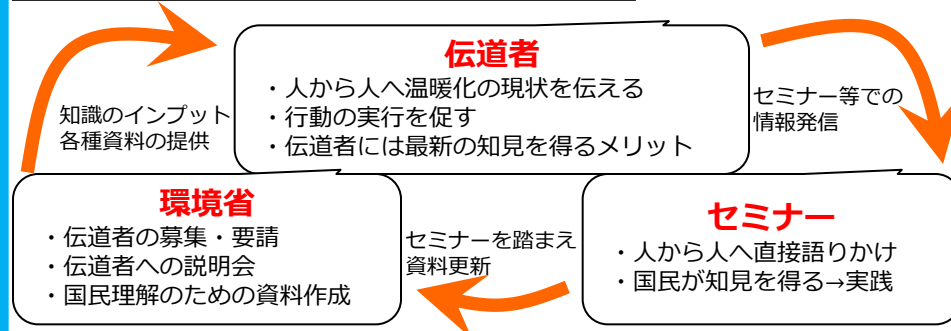 伝道者
・人から人へ温暖化の現状を伝える
・行動の実行を促す
・伝道者には最新の知見を得るメリット
知識のインプット
各種資料の提供
セミナー等での
情報発信
環境省
・伝道者の募集・要請
・伝道者への説明会
・国民理解のための資料作成
セミナーを踏まえ
資料更新
セミナー
・人から人へ直接語りかけ
・国民が知見を得る→実践